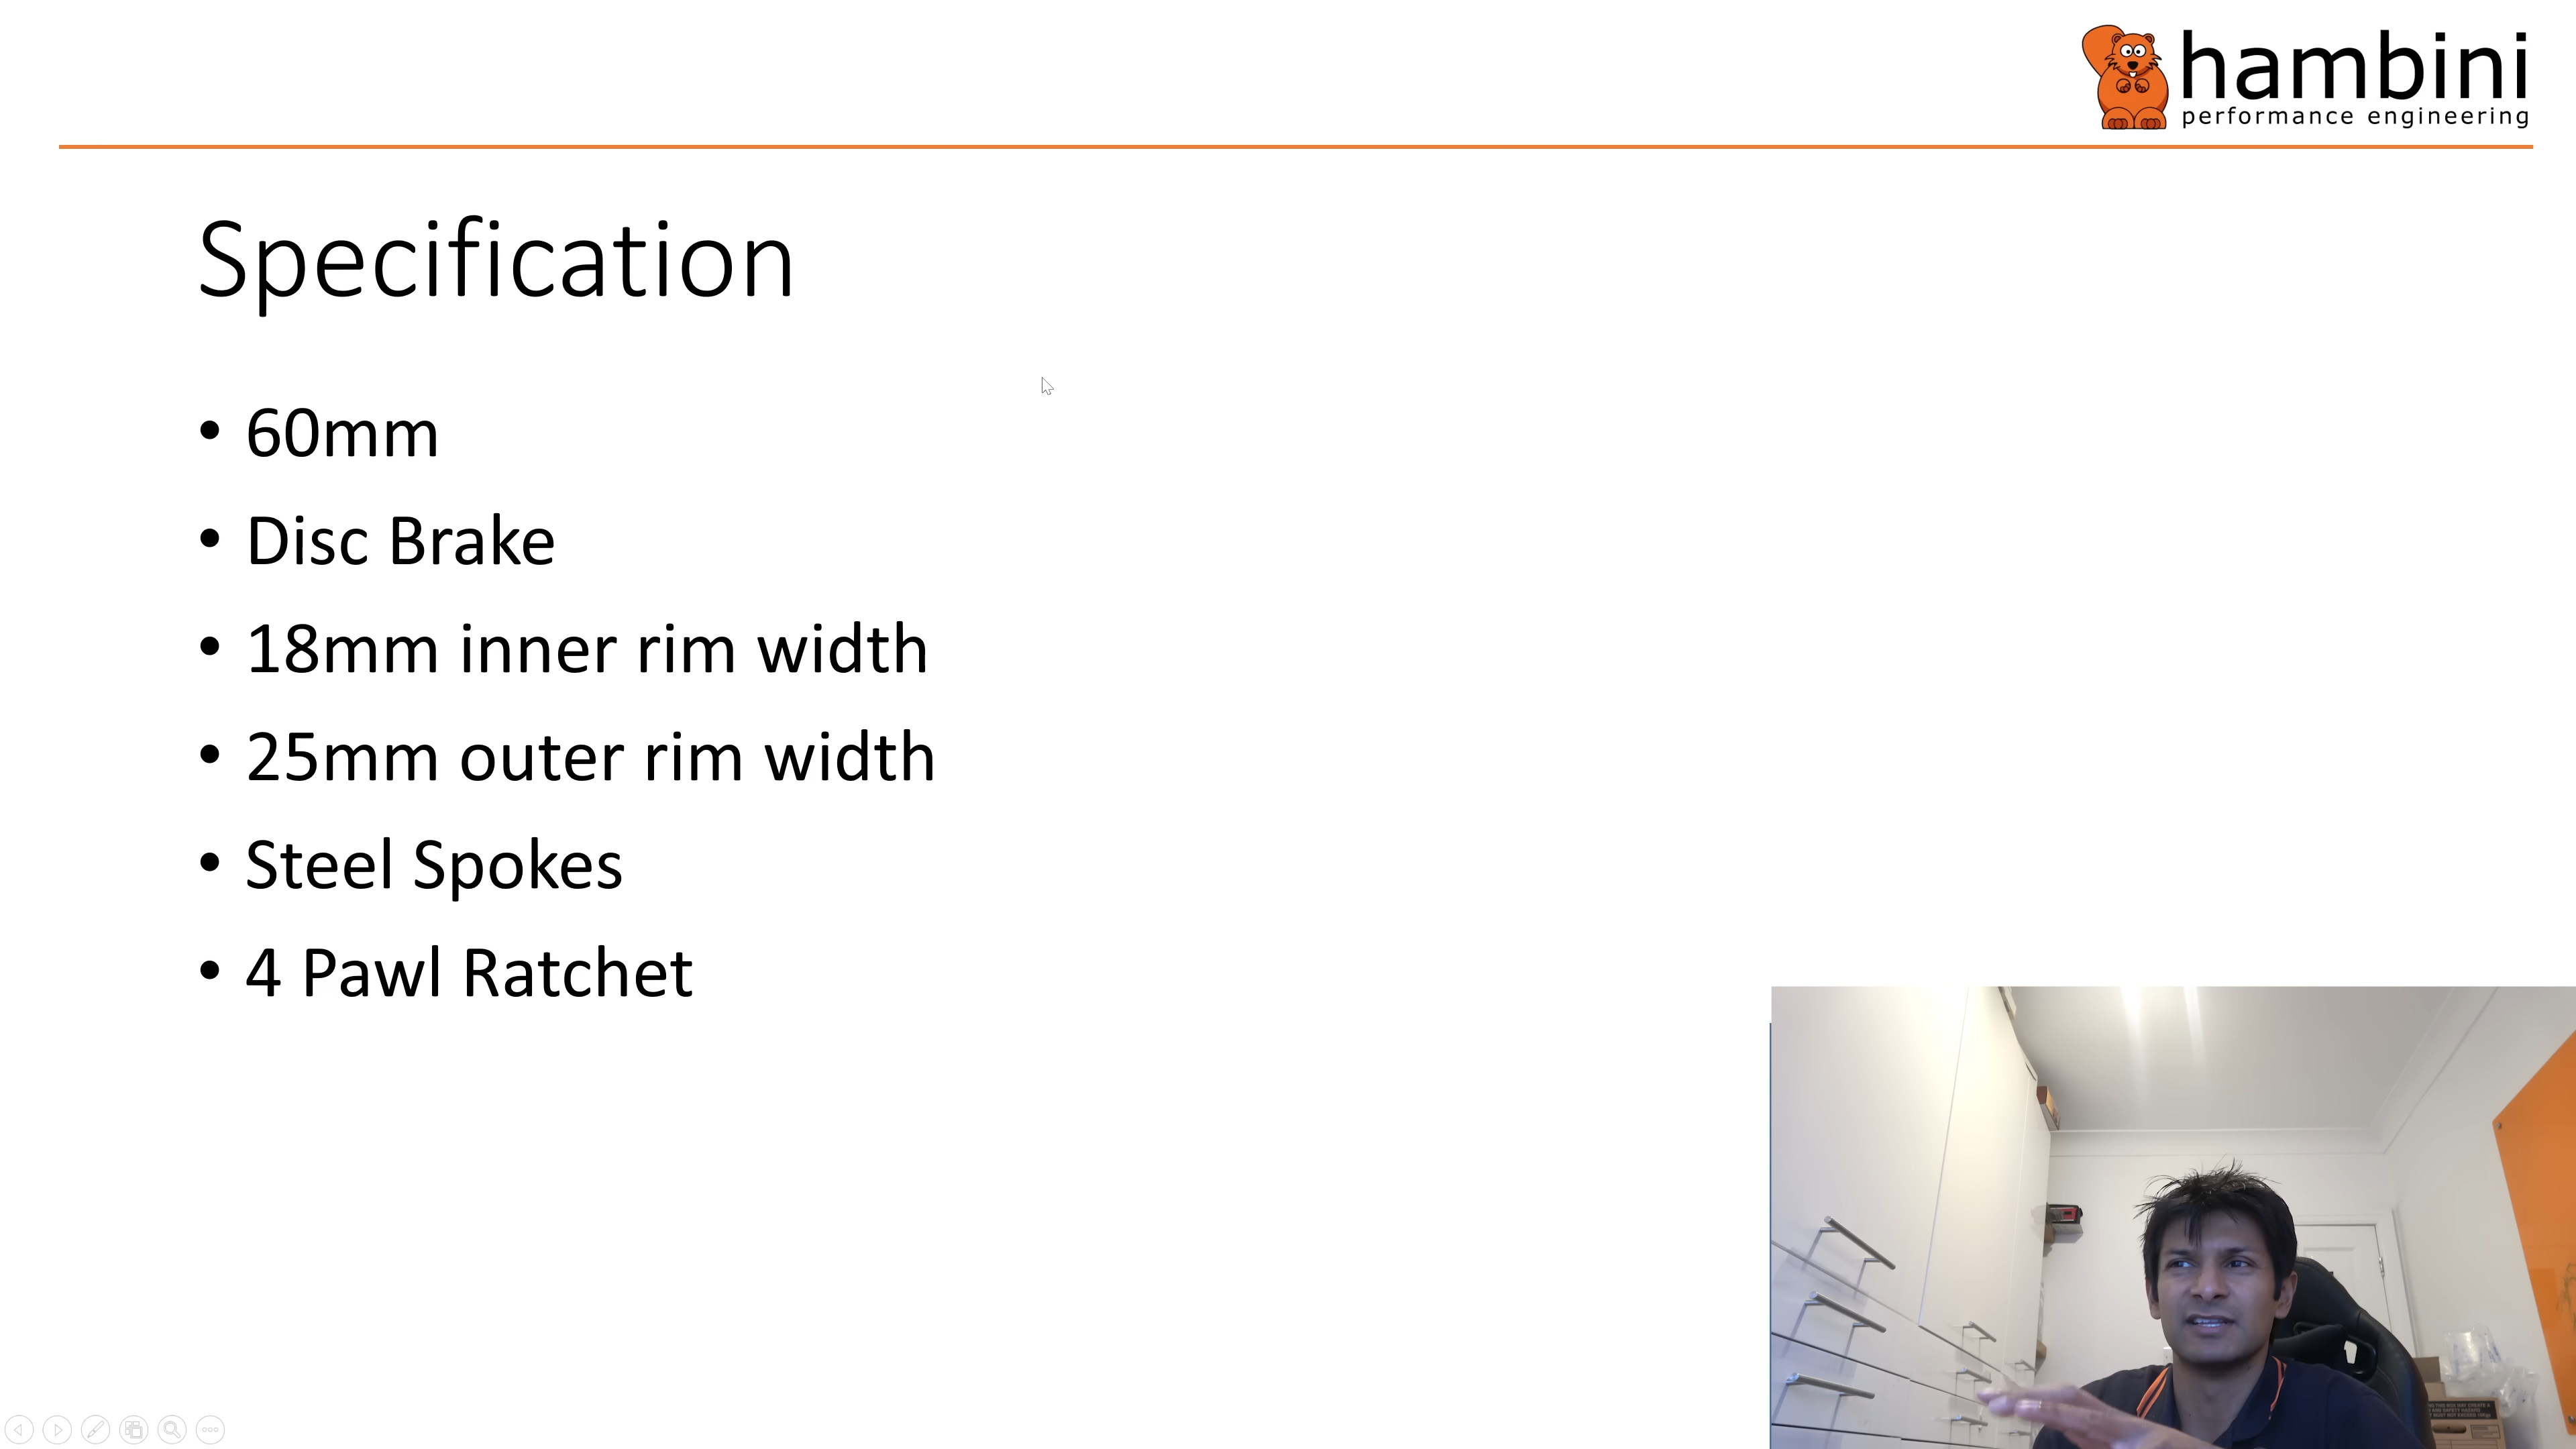 hambini
performance engineering
Specification
• 60mm
• Disc Brake
• 18mm inner rim width
• 25mm outer rim width
• Steel Spokes
• 4 Pawl Ratchet